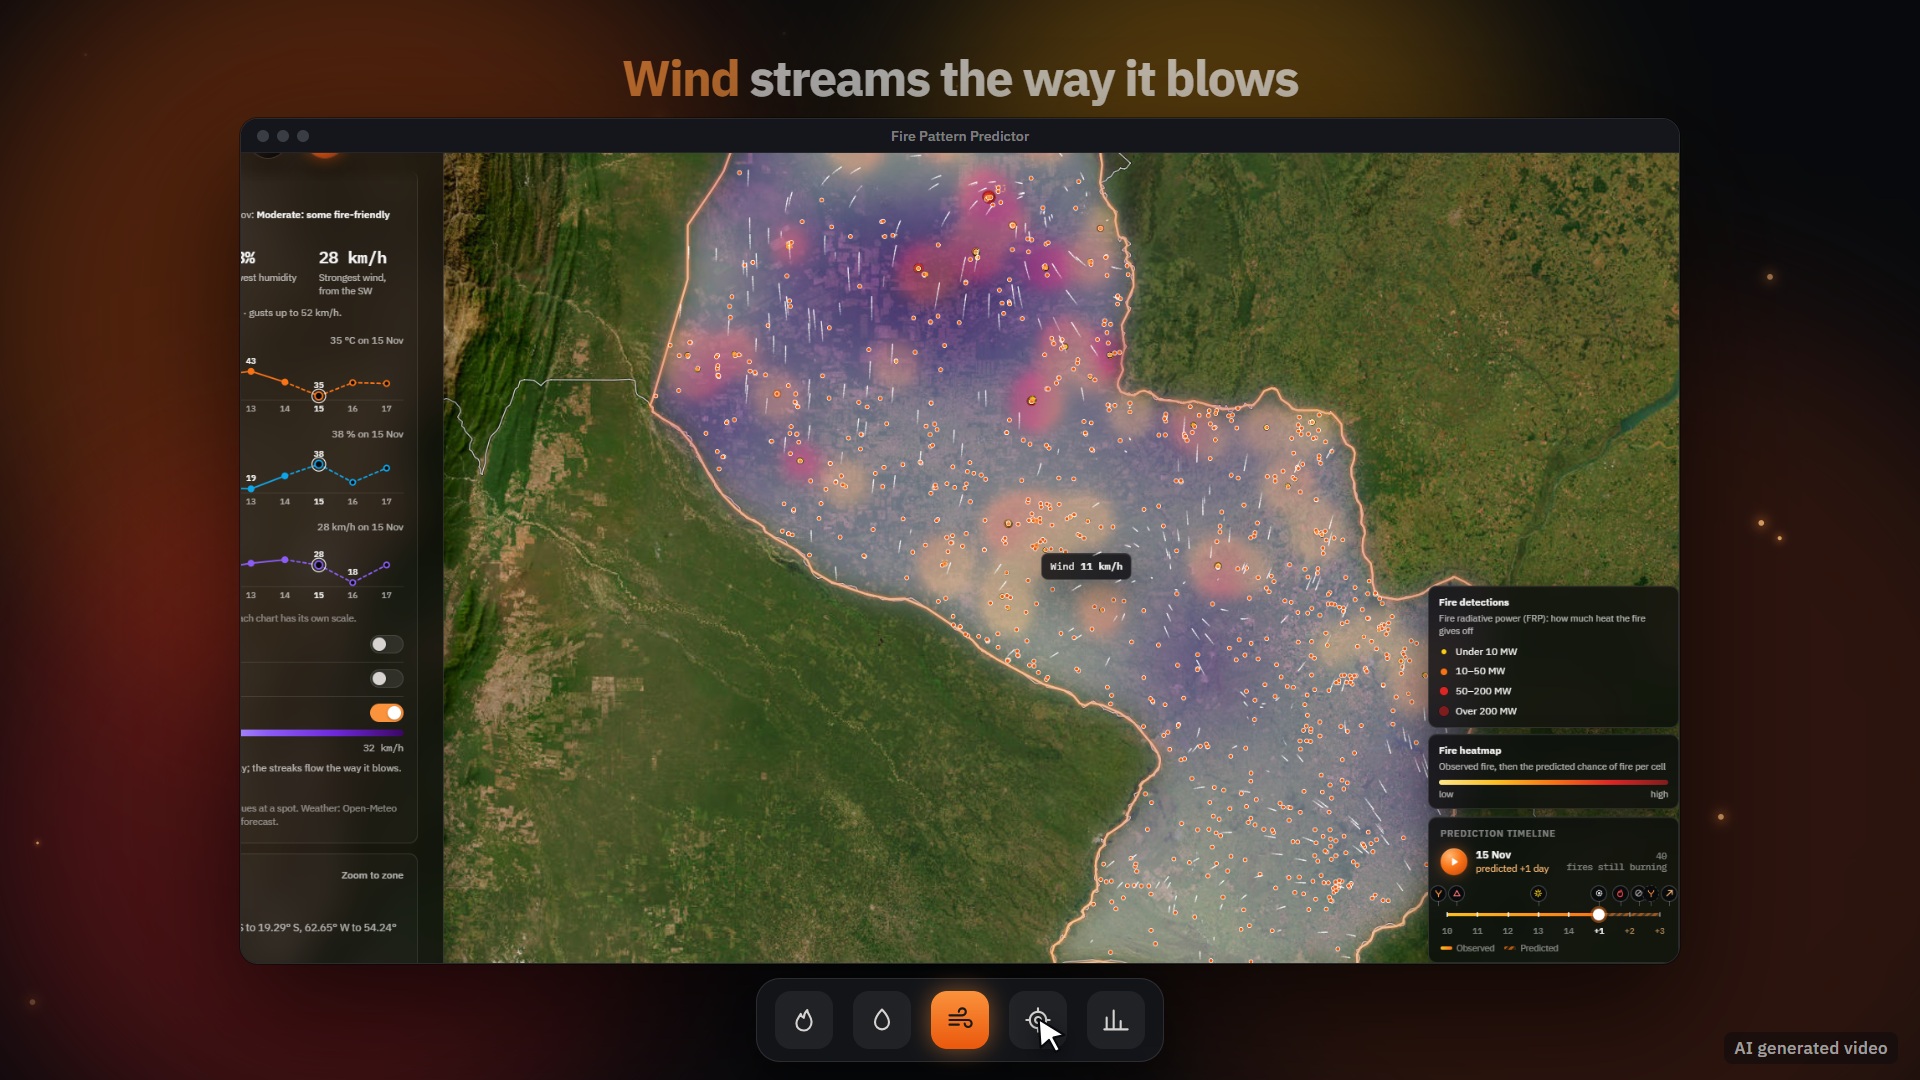 Wind streams the way it blows
Fire Pattern Predictor
Moderate: some fire-friendly
28 km/h
humidity
Strongest wind,
from the SW
· gusts up to 52 km/h.
35 °C on 15 Nov
43
35
13 14 15 16 17
38 % on 15 Nov
38
19
13 14 15 16 17
28 km/h on 15 Nov
28
18
13 14 15 16 17
chart has its own scale.
32 km/h
; the streaks flow the way it blows.
at a spot. Weather: Open-Meteo
forecast.
Zoom to zone
to 19.29° S, 62.65° W to 54.24°
Wind 11 km/h
Fire detections
Fire radiative power (FRP): how much heat the fire
gives off
Under 10 MW
10–50 MW
50–200 MW
Over 200 MW
Fire heatmap
Observed fire, then the predicted chance of fire per cell
low high
PREDICTION TIMELINE
15 Nov
predicted +1 day
40
fires still burning
10 11 12 13 14 +1 +2 +3
Observed Predicted
AI generated video